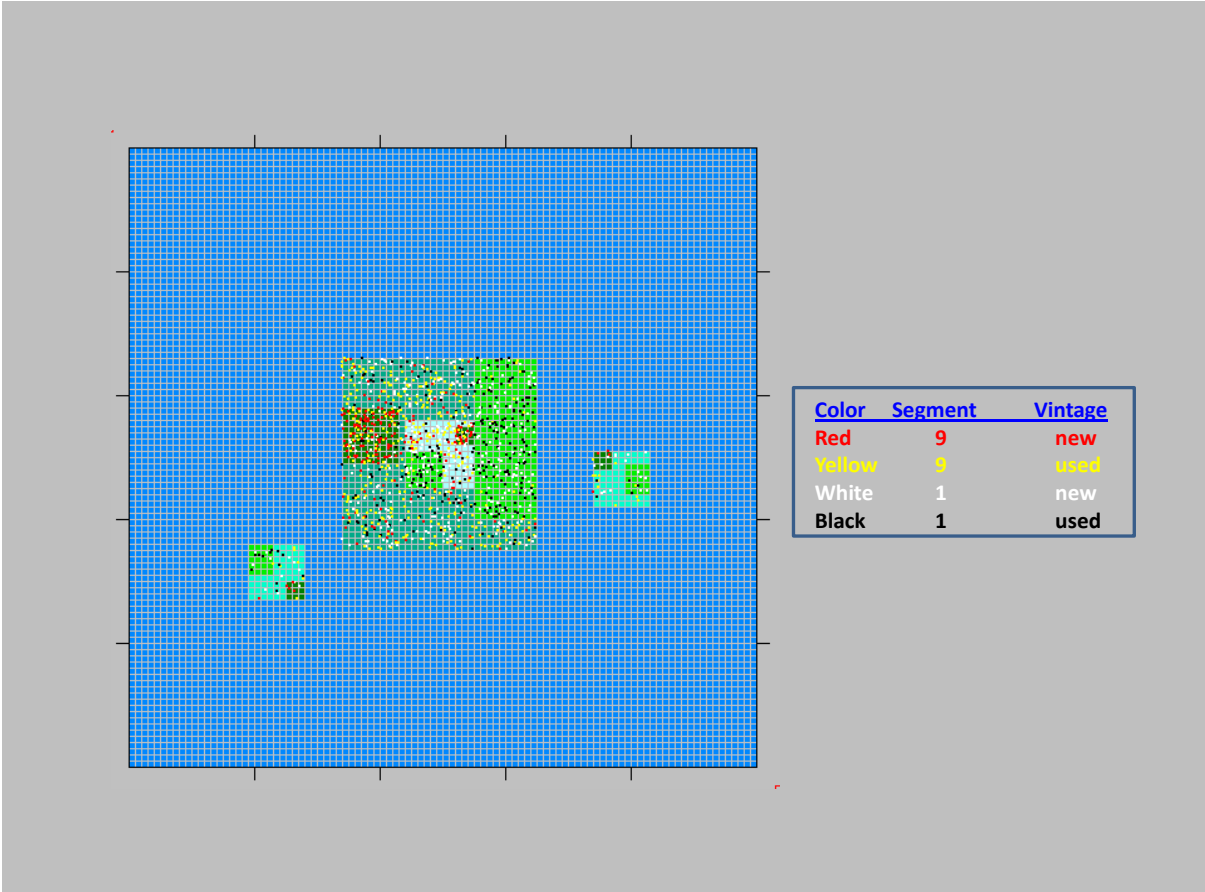 Color Segment Vintage
Red 9 new
Yellow 9 used
White 1 new
Black 1 used